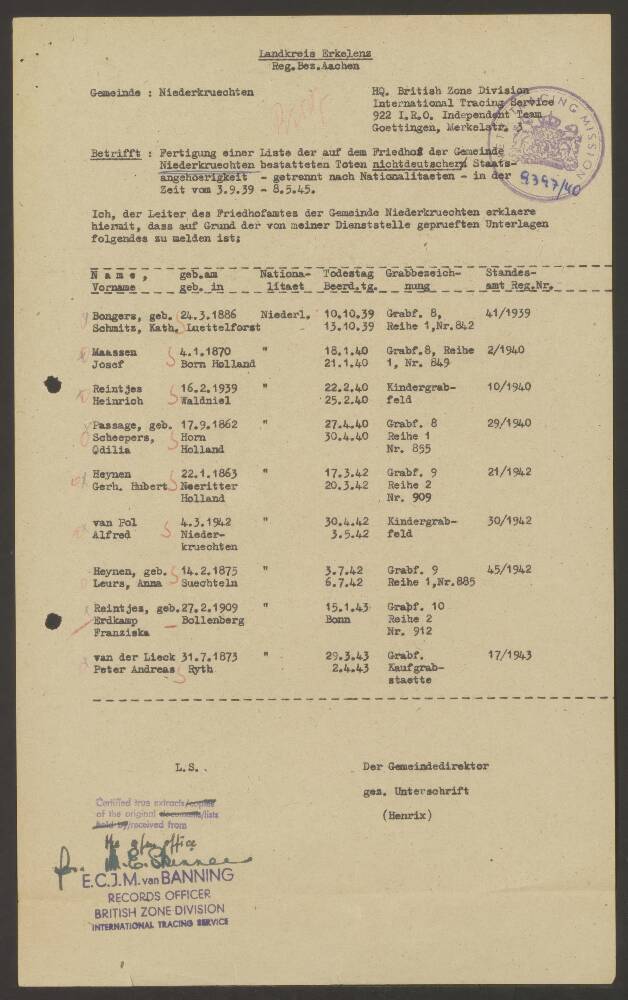 Landkreis Erkelenz
Reg.Bez.Aachen
Gemeinde : Niederkruechten
HQ. British Zone Division
International Tracing Service
922 I.R.O. Independent Team
Goettingen, Merkelstr. 3
TRACING MISSION
9397/40
Betrifft : Fertigung einer Liste der auf dem Friedhof der Gemeinde
Niederkruechten bestatteten Toten nichtdeutscher Staats-
angehoerigkeit - getrennt nach Nationalitaeten - in der
Zeit vom 3.9.39 - 8.5.45.
Ich, der Leiter des Friedhofamtes der Gemeinde Niederkruechten erklaere
hiermit, dass auf Grund der von meiner Dienststelle geprueften Unterlagen
folgendes zu melden ist;
Name, geb.am Nationa- Todestag Grabbezeich- Standes-
Vorname geb. in litaet Beerd.tg. nung amt Reg.Nr.
Bongers, geb. 24.3.1886 Niederl. 10.10.39 Grabf. 8, 41/1939
Schmitz, Kath. Luettelforst 13.10.39 Reihe 1,Nr.842
Maassen 4.1.1870 " 18.1.40 Grabf.8, Reihe 2/1940
Josef Born Holland 21.1.40 1, Nr. 849
Reintjes 16.2.1939 " 22.2.40 Kindergrab- 10/1940
Heinrich Waldniel 25.2.40 feld
Passage, geb. 17.9.1862 " 27.4.40 Grabf. 8 29/1940
Scheepers, Horn 30.4.40 Reihe 1
Odilia Holland Nr. 855
Heynen 22.1.1863 " 17.3.42 Grabf. 9 21/1942
Gerh. Hubert Neeritter 20.3.42 Reihe 2
Holland Nr. 909
van Pol 4.3.1942 " 30.4.42 Kindergrab- 30/1942
Alfred Nieder- 3.5.42 feld
kruechten
Heynen, geb. 14.2.1875 " 3.7.42 Grabf. 9 45/1942
Leurs, Anna Suechteln 6.7.42 Reihe 1,Nr.885
Reintjes, geb. 27.2.1909 " 15.1.43 Grabf. 10
Erdkamp Bollenberg Bonn Reihe 2
Franziska Nr. 912
van der Lieck 31.7.1873 " 29.3.43 Grabf. 17/1943
Peter Andreas Ryth 2.4.43 Kaufgrab-
staette
L.S.
Der Gemeindedirektor
gez. Unterschrift
(Henrix)
Certified true extracts/copies
of the original documents/lists
held by/received from
for
E.C.J.M. van BANNING
RECORDS OFFICER
BRITISH ZONE DIVISION
INTERNATIONAL TRACING SERVICE